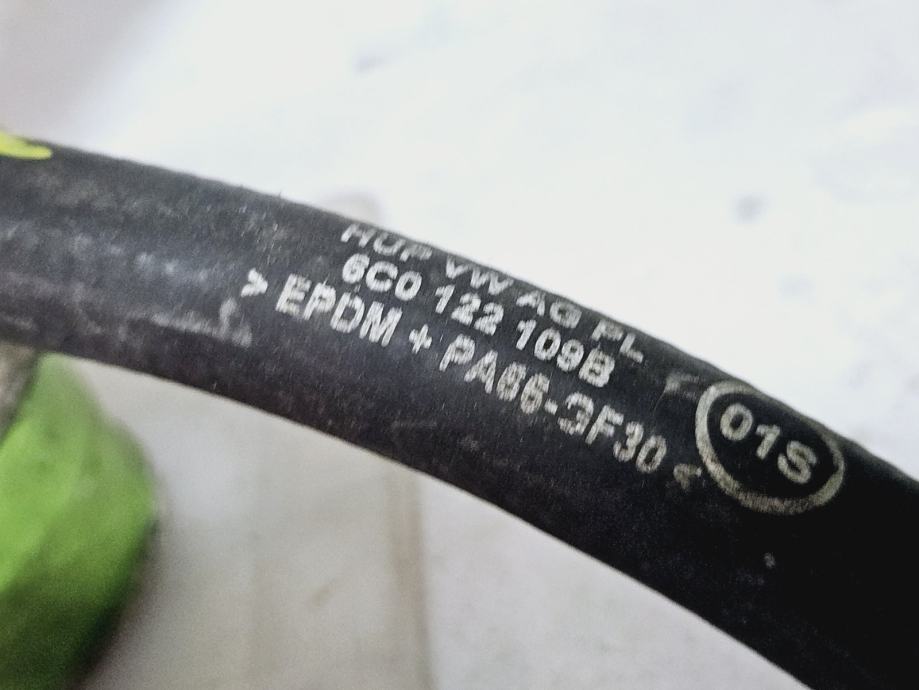 HUP VW AG PL
6C0 122 109B
> EPDM + PA66-GF30 <
01S